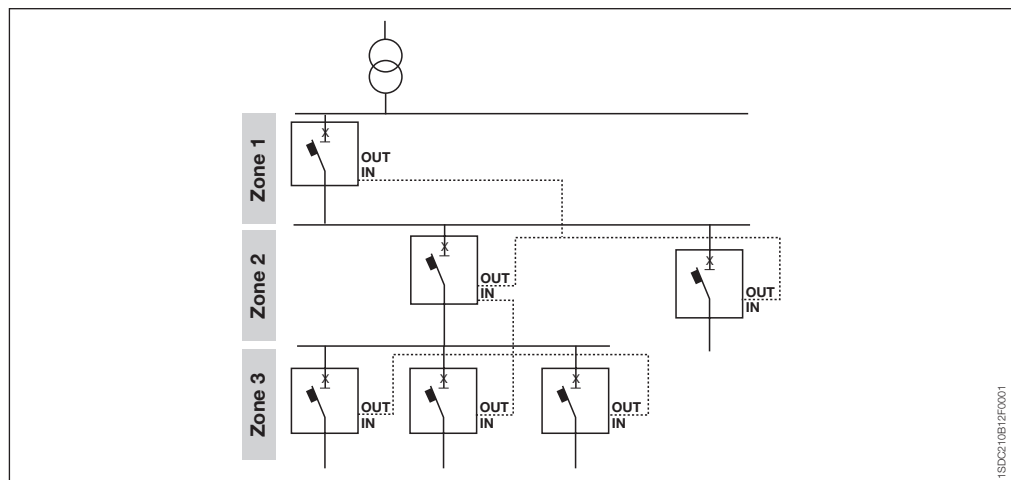 Zone 1
OUT
IN
Zone 2
OUT
IN
OUT
IN
Zone 3
OUT
IN
OUT
IN
OUT
IN
1SDC210B12F0001